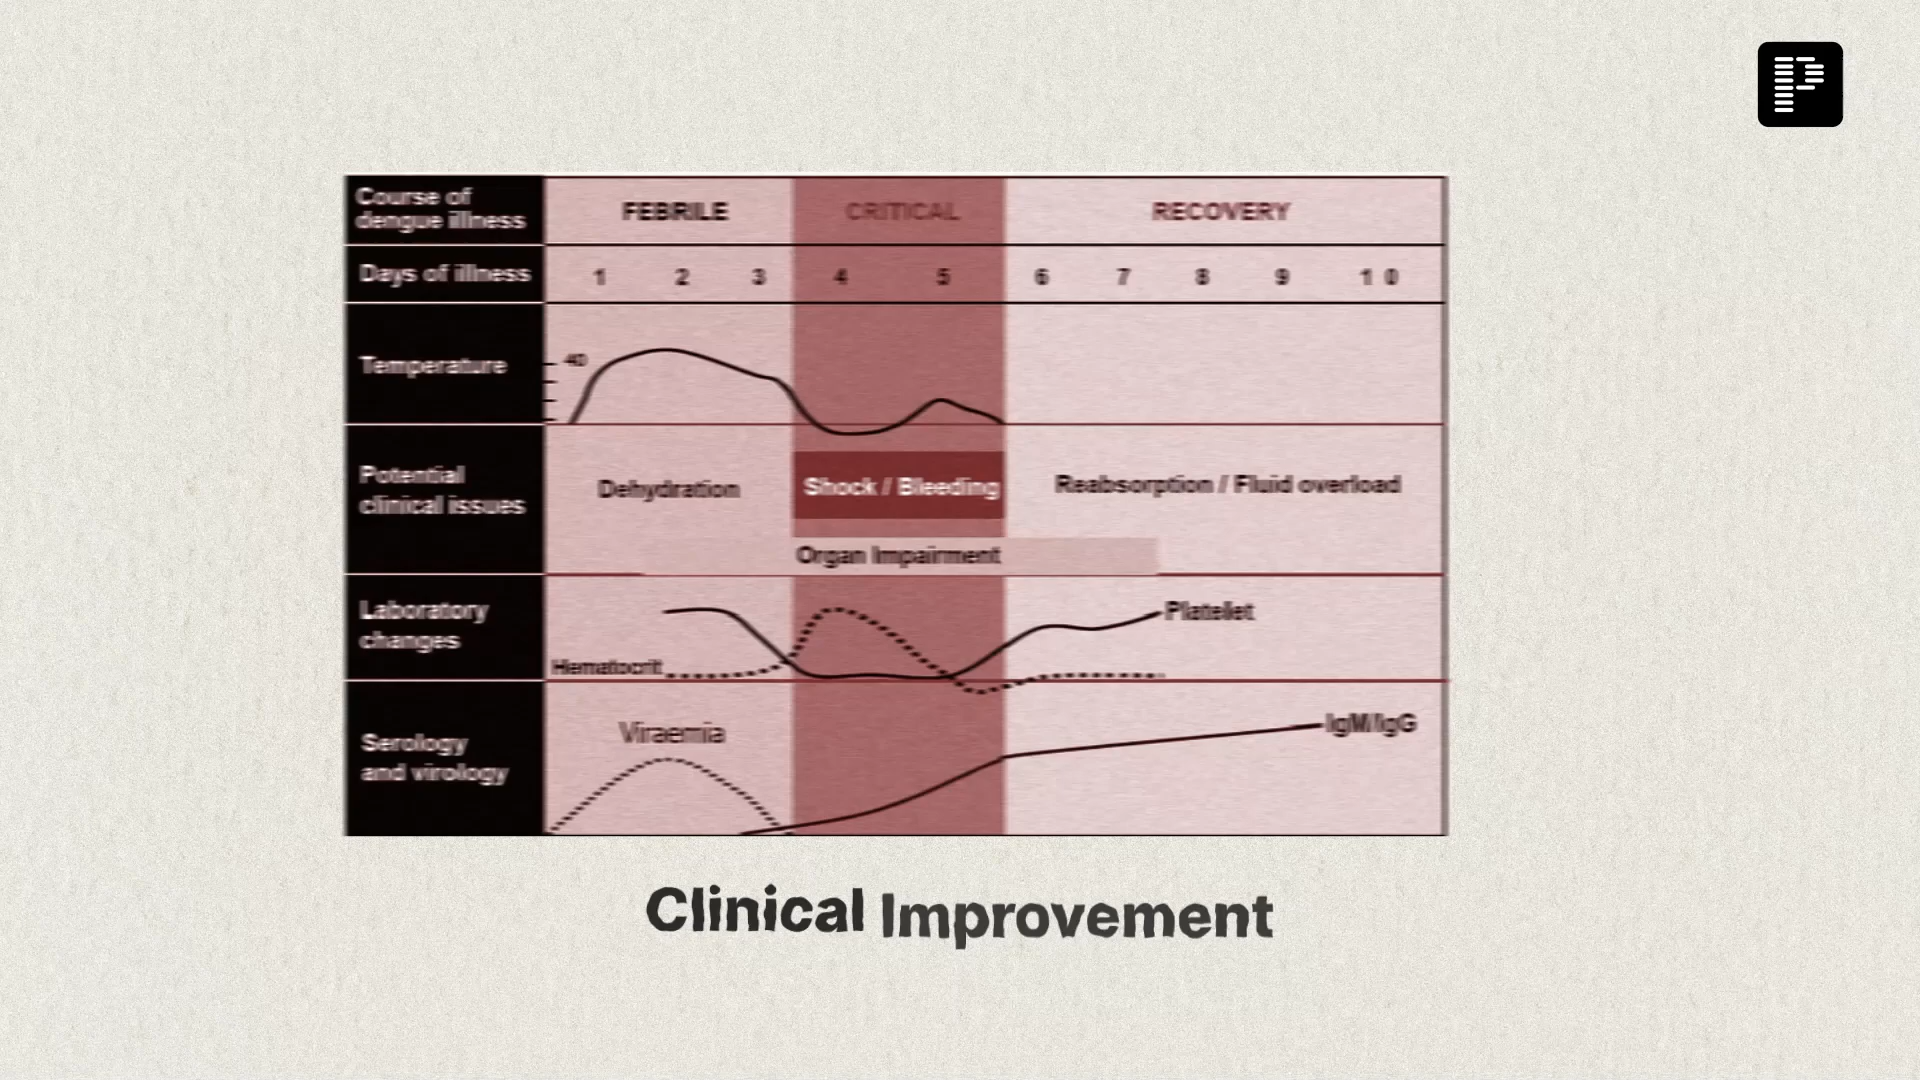 Course of
dengue illness
FEBRILE
CRITICAL
RECOVERY
Days of illness
1 2 3 4 5 6 7 8 9 10
Temperature
40
Potential
clinical issues
Dehydration
Shock / Bleeding
Reabsorption / Fluid overload
Organ Impairment
Laboratory
changes
Platelet
Hematocrit
Serology
and virology
Viraemia
IgM/IgG
Clinical Improvement